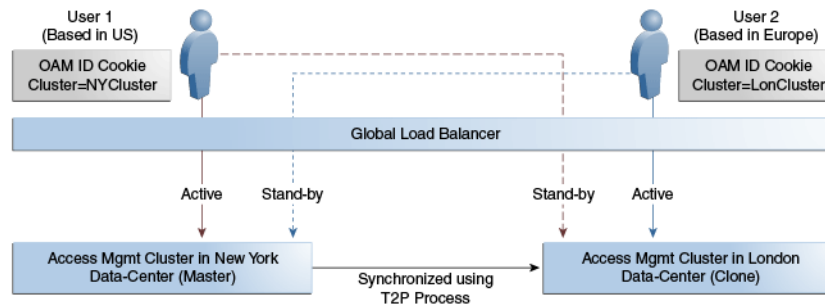 User 1
(Based in US)
OAM ID Cookie
Cluster=NYCluster
User 2
(Based in Europe)
OAM ID Cookie
Cluster=LonCluster
Global Load Balancer
Active
Stand-by
Stand-by
Active
Access Mgmt Cluster in New York
Data-Center (Master)
Synchronized using
T2P Process
Access Mgmt Cluster in London
Data-Center (Clone)